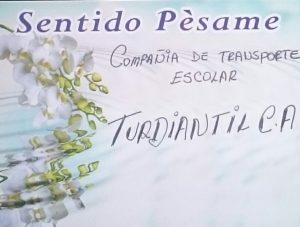 Sentido Pèsame
COMPAÑIA DE TRANSPORTE
ESCOLAR
TURDIANTIL C.A